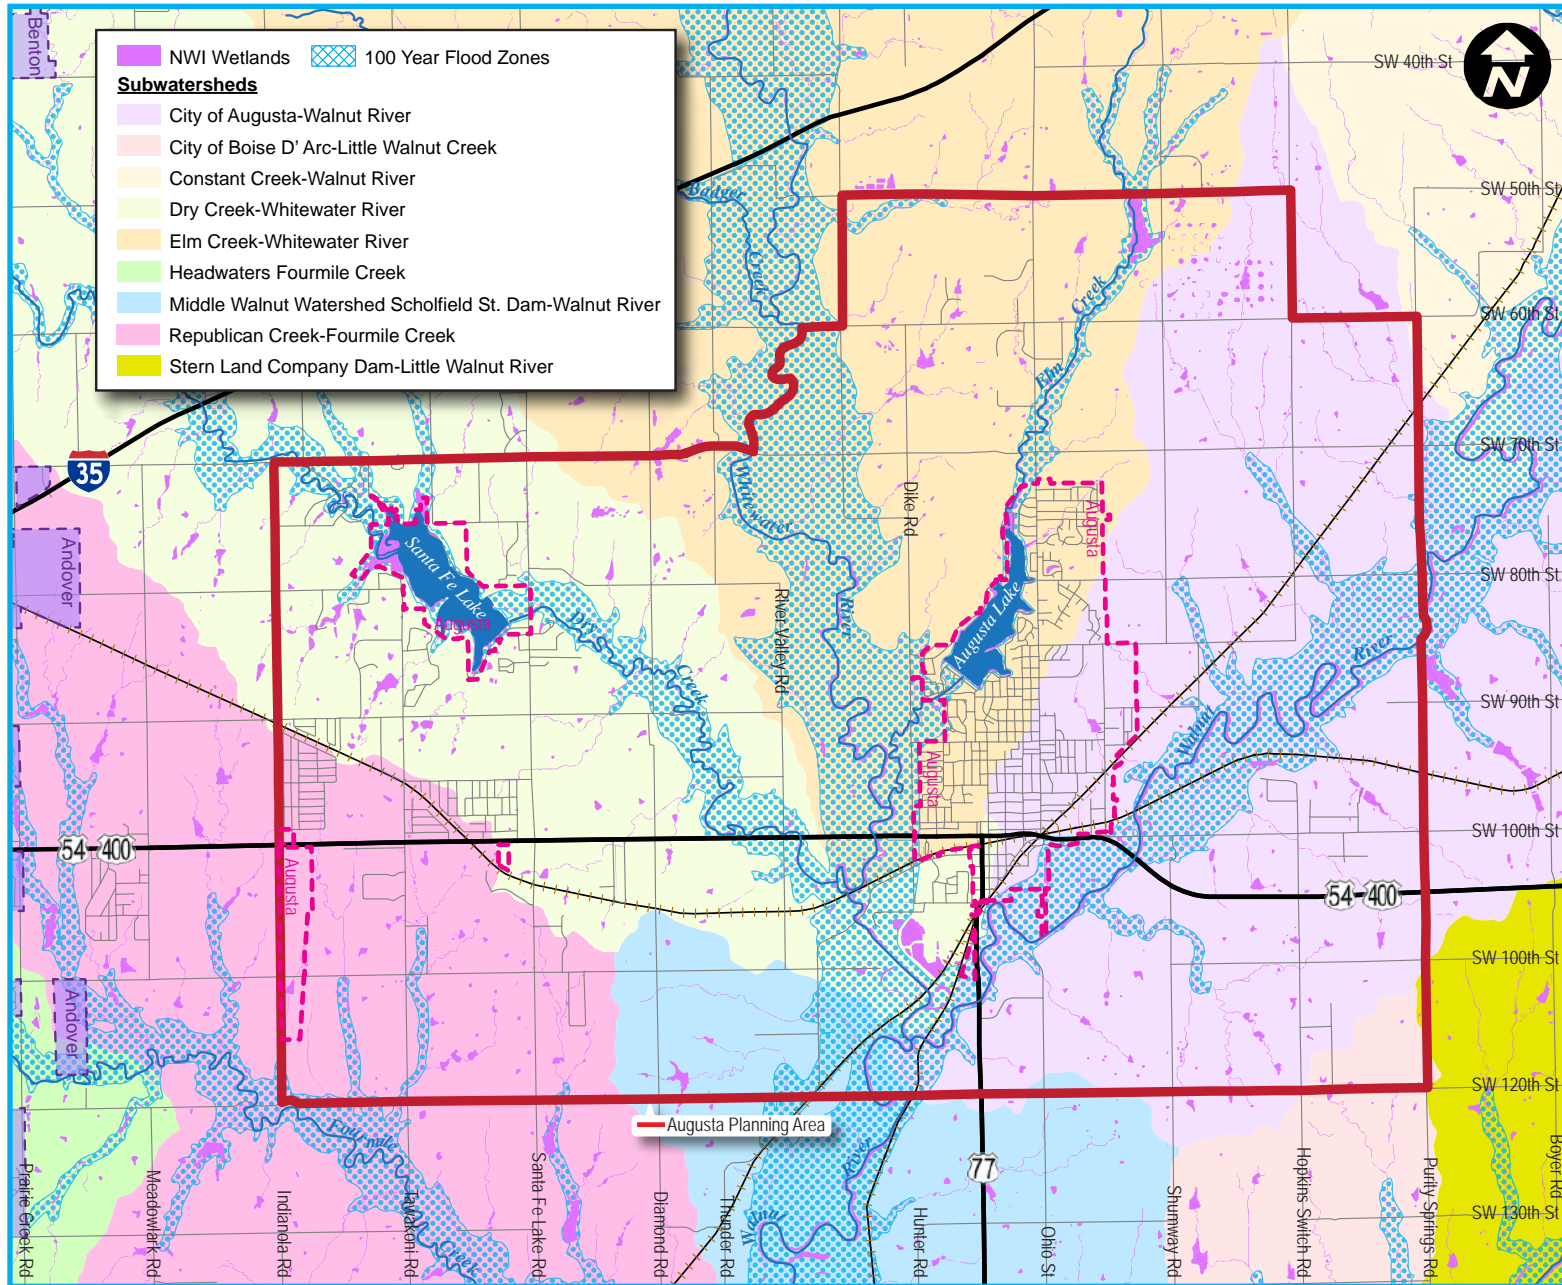 Benton
NWI Wetlands
100 Year Flood Zones
Subwatersheds
City of Augusta-Walnut River
City of Boise D' Arc-Little Walnut Creek
Constant Creek-Walnut River
Dry Creek-Whitewater River
Elm Creek-Whitewater River
Headwaters Fourmile Creek
Middle Walnut Watershed Scholfield St. Dam-Walnut River
Republican Creek-Fourmile Creek
Stern Land Company Dam-Little Walnut River
N
SW 40th St
SW 50th St
SW 60th St
SW 70th St
SW 80th St
SW 90th St
SW 100th St
SW 100th St
SW 120th St
SW 130th St
Badger
Creek
Elm
Creek
35
Whitewater
River
Dike Rd
River Valley Rd
Andover
Santa Fe Lake
Augusta
Augusta Lake
Augusta
Dry
Creek
Walnut
River
Augusta
54 400
Augusta
54 400
Andover
Augusta Planning Area
Fourmile
Creek
Walnut
River
77
Prairie Creek Rd
Meadowlark Rd
Indianola Rd
Tawakoni Rd
Santa Fe Lake Rd
Diamond Rd
Thunder Rd
Hunter Rd
Ohio St
Shumway Rd
Hopkins Switch Rd
Purity Springs Rd
Boyer Rd